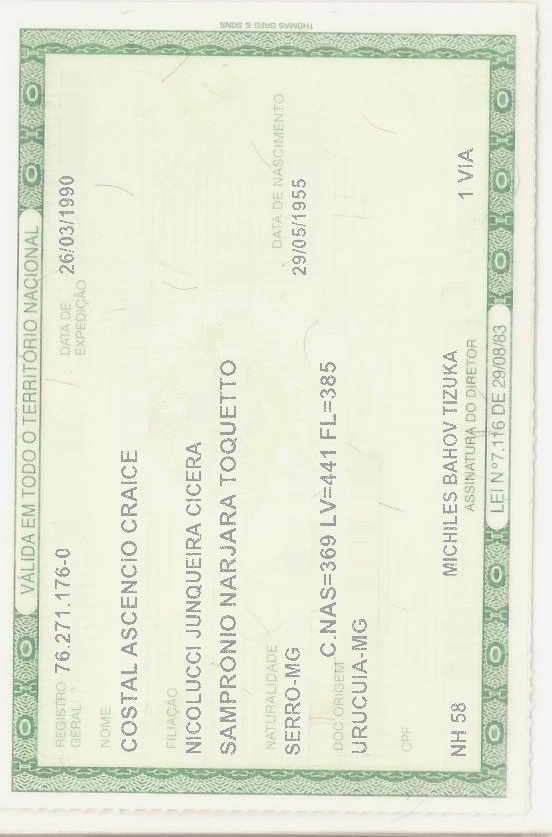 VÁLIDA EM TODO O TERRITÓRIO NACIONAL
REGISTRO GERAL 76.271.176-0 DATA DE EXPEDIÇÃO 26/03/1990
NOME
COSTAL ASCENCIO CRAICE
FILIAÇÃO
NICOLUCCI JUNQUEIRA CICERA
SAMPRONIO NARJARA TOQUETTO
NATURALIDADE DATA DE NASCIMENTO
SERRO-MG 29/05/1955
DOC ORIGEM C.NAS=369 LV=441 FL=385
URUCUIA-MG
CPF
MICHILES BAHOV TIZUKA
NH 58 1 VIA
ASSINATURA DO DIRETOR
LEI Nº 7.116 DE 29/08/83
THOMAS GREG & SONS